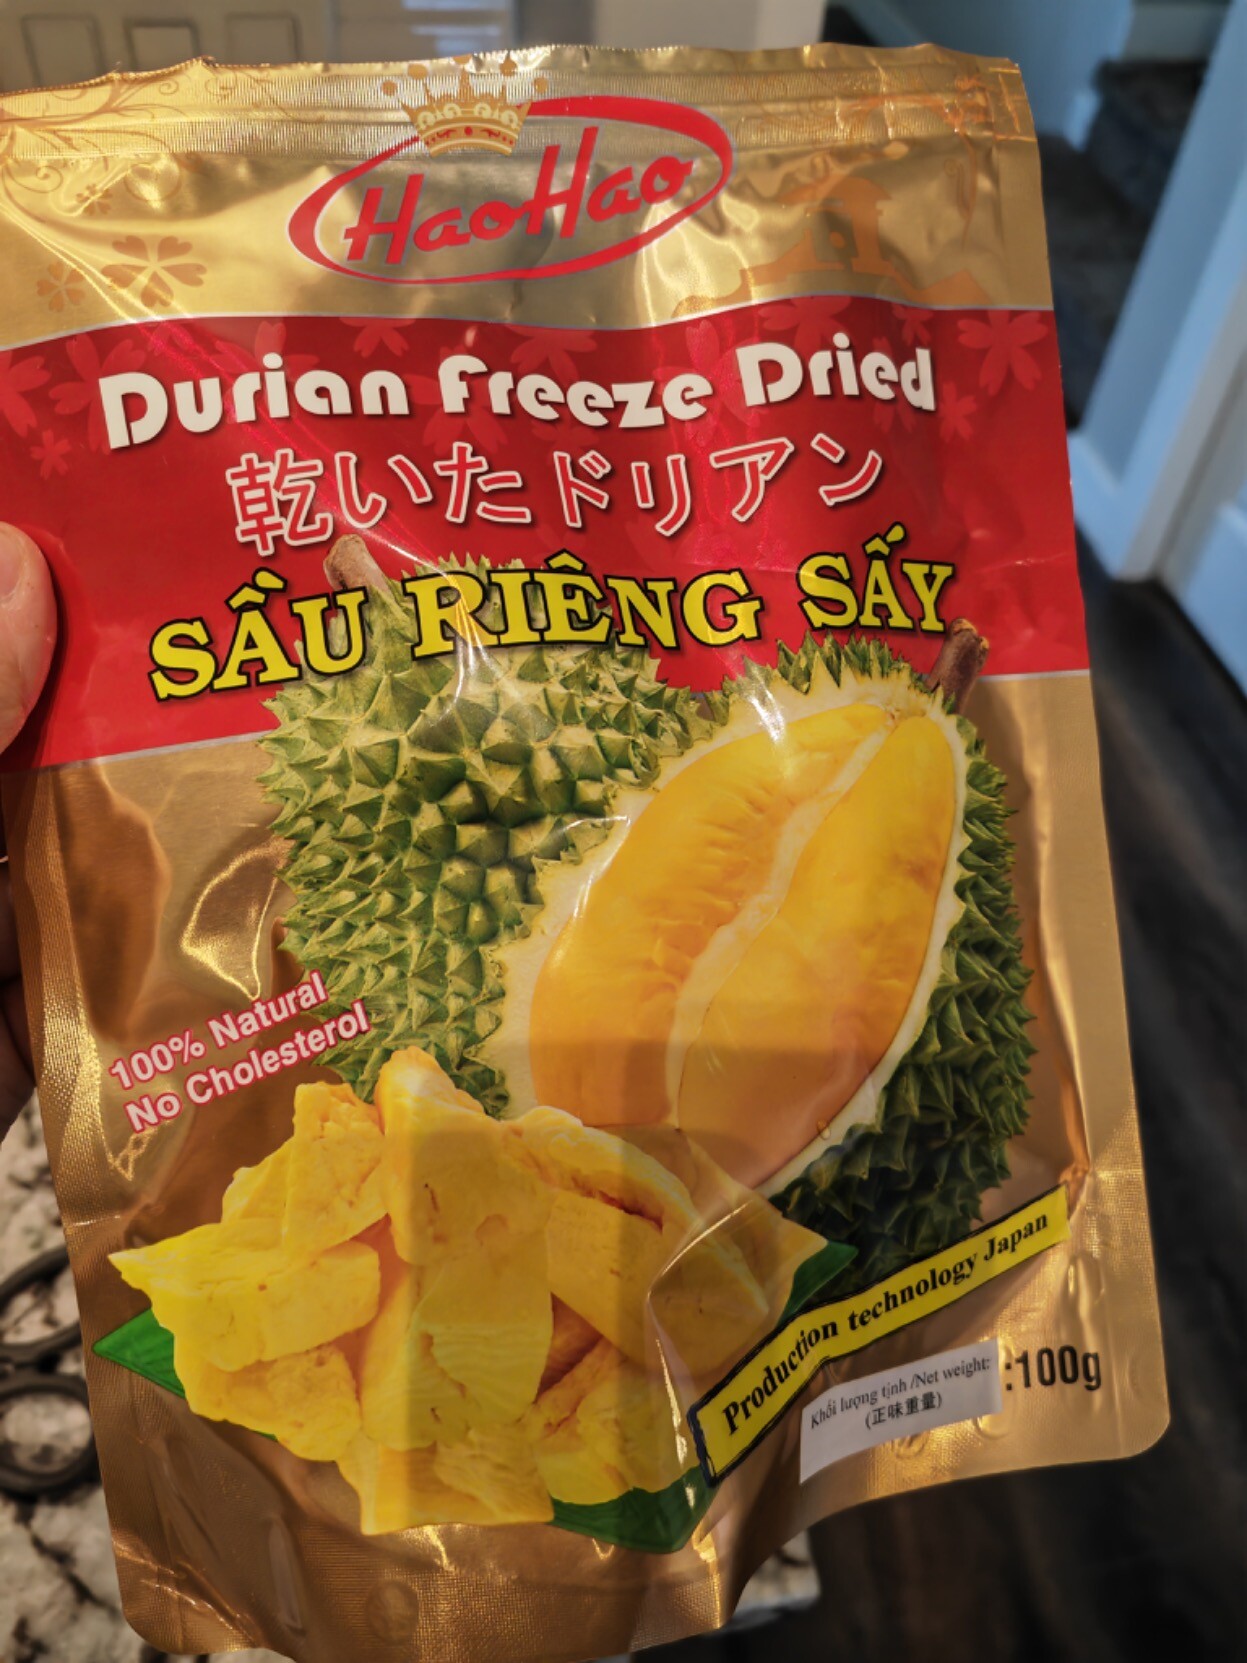 HaoHao
Durian Freeze Dried
乾いたドリアン
SẦU RIÊNG SẤY
100% Natural
No Cholesterol
Production technology Japan
Khối lượng tịnh /Net weight: :100g
(正味重量)